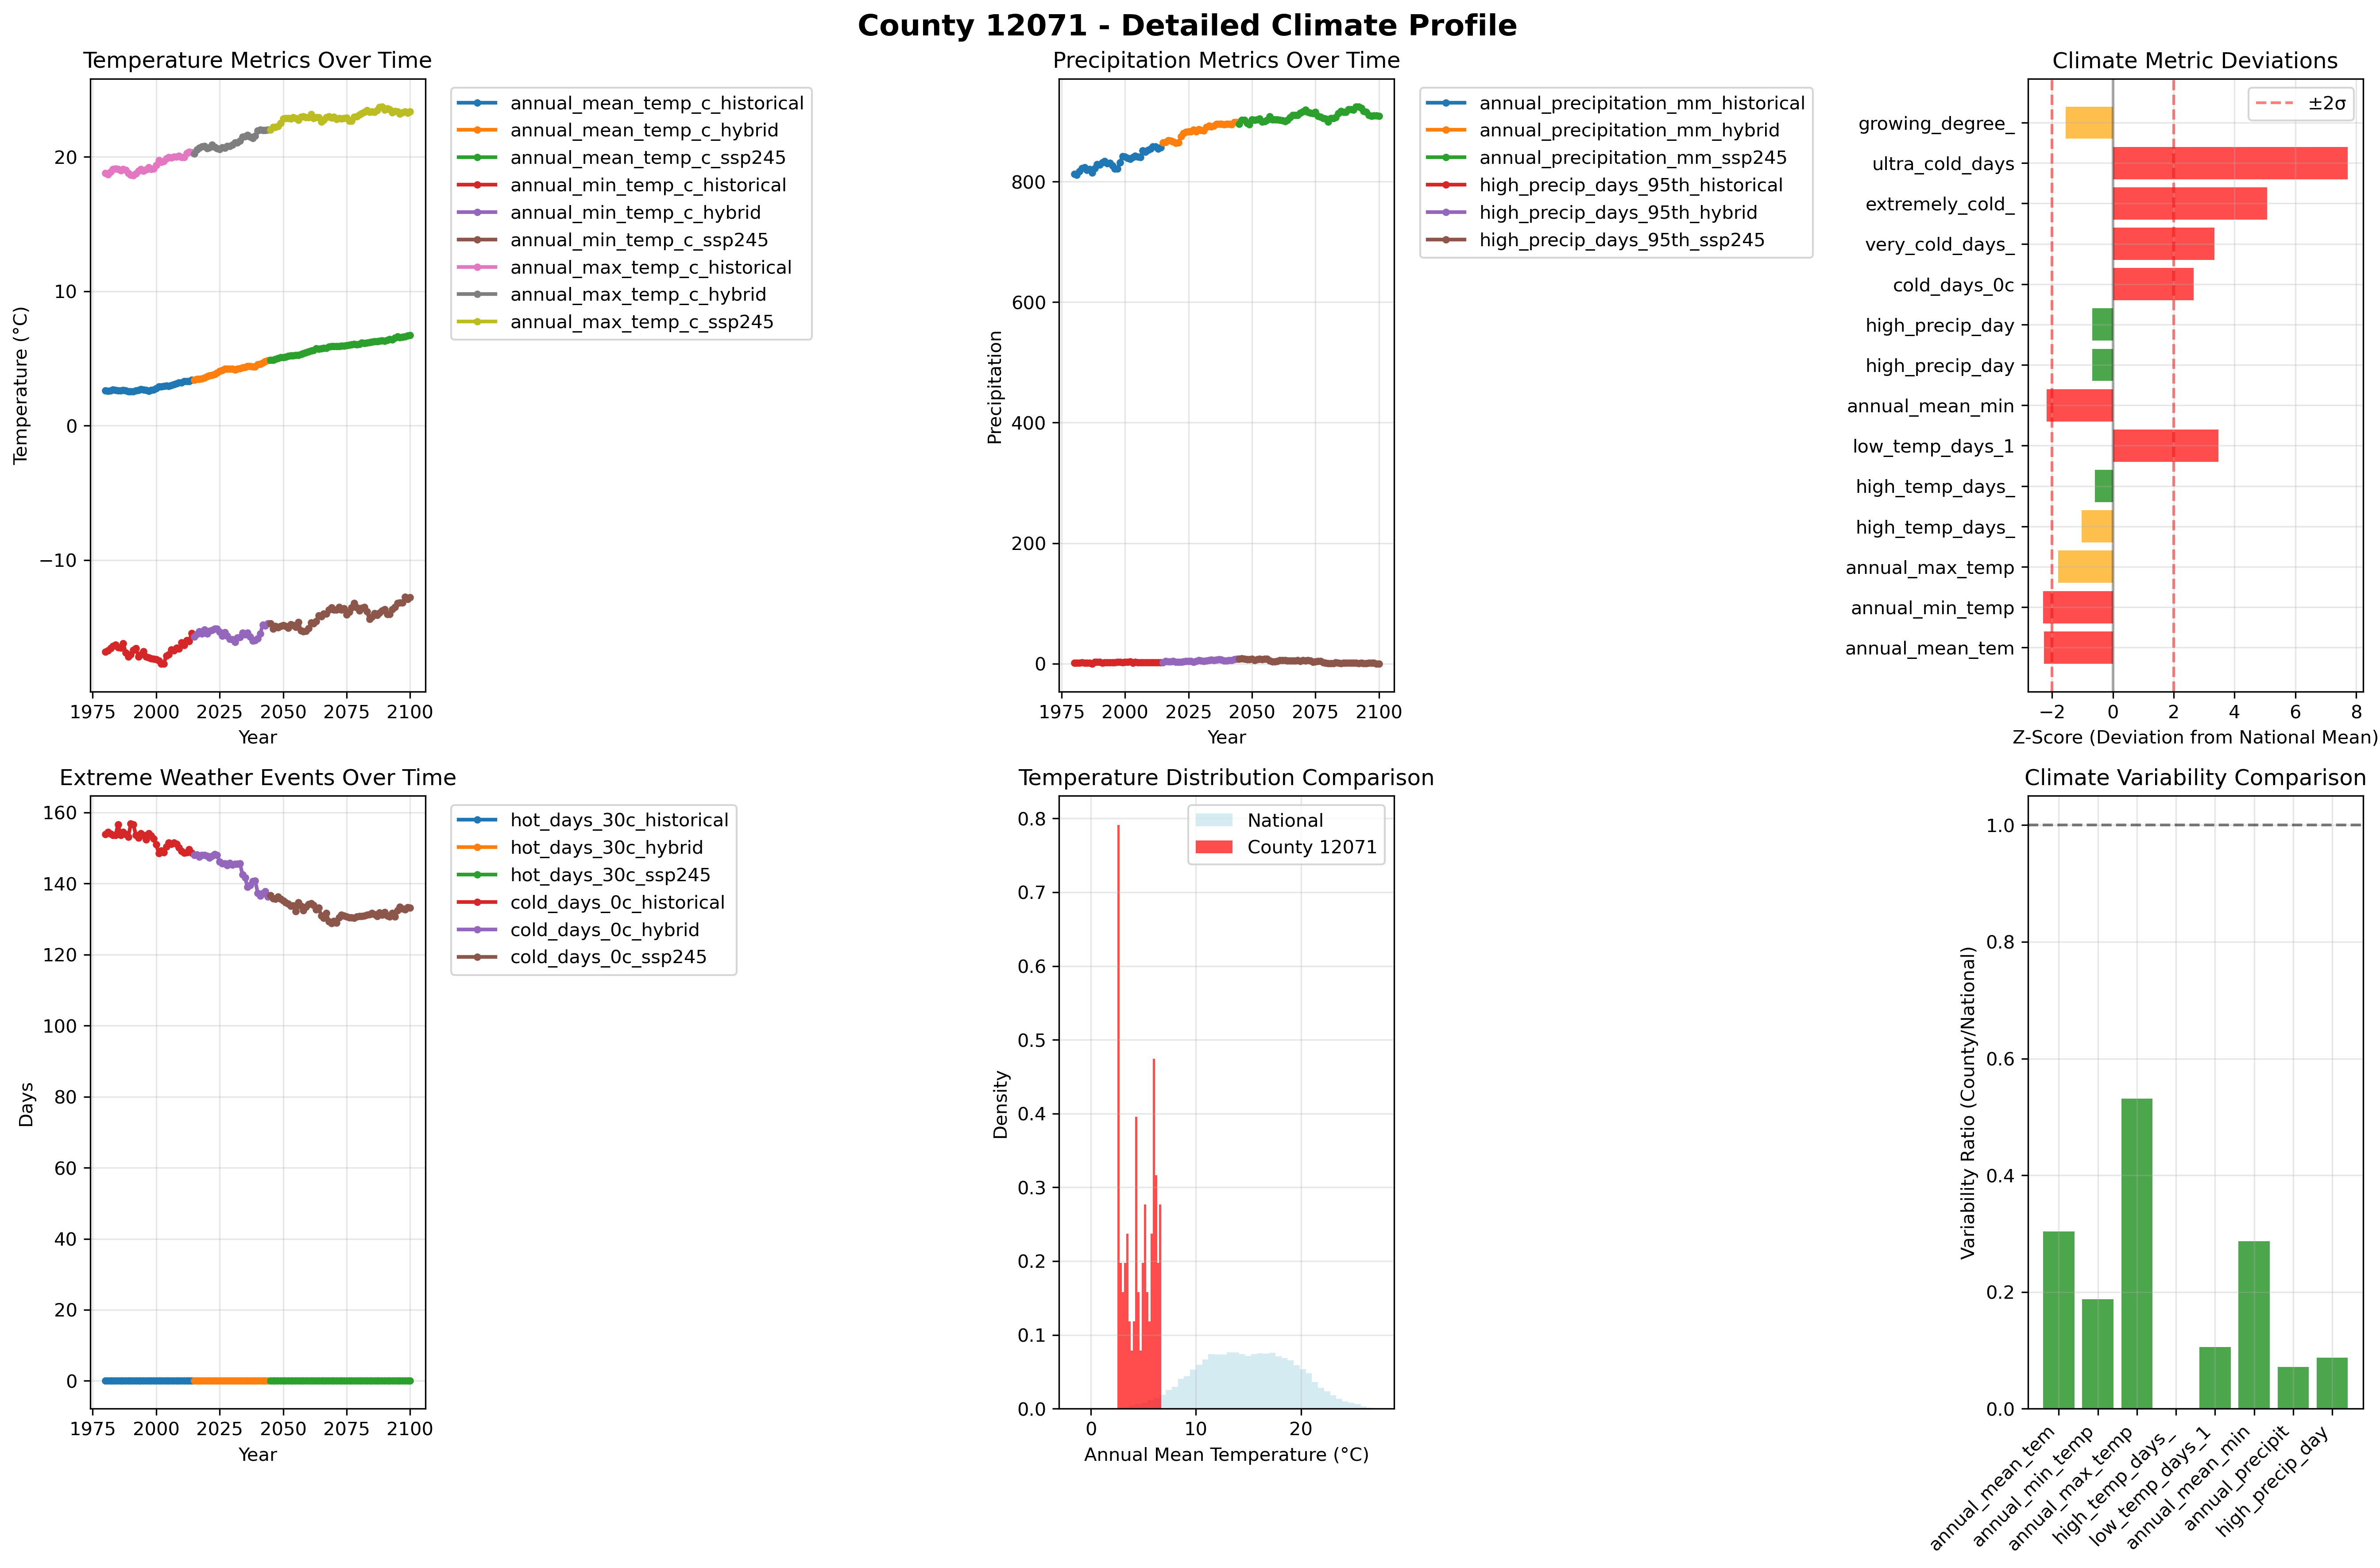 County 12071 - Detailed Climate Profile
Temperature Metrics Over Time
Temperature (°C)
20
10
0
−10
1975 2000 2025 2050 2075 2100
Year
annual_mean_temp_c_historical
annual_mean_temp_c_hybrid
annual_mean_temp_c_ssp245
annual_min_temp_c_historical
annual_min_temp_c_hybrid
annual_min_temp_c_ssp245
annual_max_temp_c_historical
annual_max_temp_c_hybrid
annual_max_temp_c_ssp245
Precipitation Metrics Over Time
Precipitation
800
600
400
200
0
1975 2000 2025 2050 2075 2100
Year
annual_precipitation_mm_historical
annual_precipitation_mm_hybrid
annual_precipitation_mm_ssp245
high_precip_days_95th_historical
high_precip_days_95th_hybrid
high_precip_days_95th_ssp245
Climate Metric Deviations
±2σ
growing_degree_
ultra_cold_days
extremely_cold_
very_cold_days_
cold_days_0c
high_precip_day
high_precip_day
annual_mean_min
low_temp_days_1
high_temp_days_
high_temp_days_
annual_max_temp
annual_min_temp
annual_mean_tem
−2 0 2 4 6 8
Z-Score (Deviation from National Mean)
Extreme Weather Events Over Time
Days
160
140
120
100
80
60
40
20
0
1975 2000 2025 2050 2075 2100
Year
hot_days_30c_historical
hot_days_30c_hybrid
hot_days_30c_ssp245
cold_days_0c_historical
cold_days_0c_hybrid
cold_days_0c_ssp245
Temperature Distribution Comparison
Density
0.8
0.7
0.6
0.5
0.4
0.3
0.2
0.1
0.0
0 10 20
Annual Mean Temperature (°C)
National
County 12071
Climate Variability Comparison
Variability Ratio (County/National)
1.0
0.8
0.6
0.4
0.2
0.0
annual_mean_tem
annual_min_temp
annual_max_temp
high_temp_days_
low_temp_days_1
annual_mean_min
annual_precipit
high_precip_day